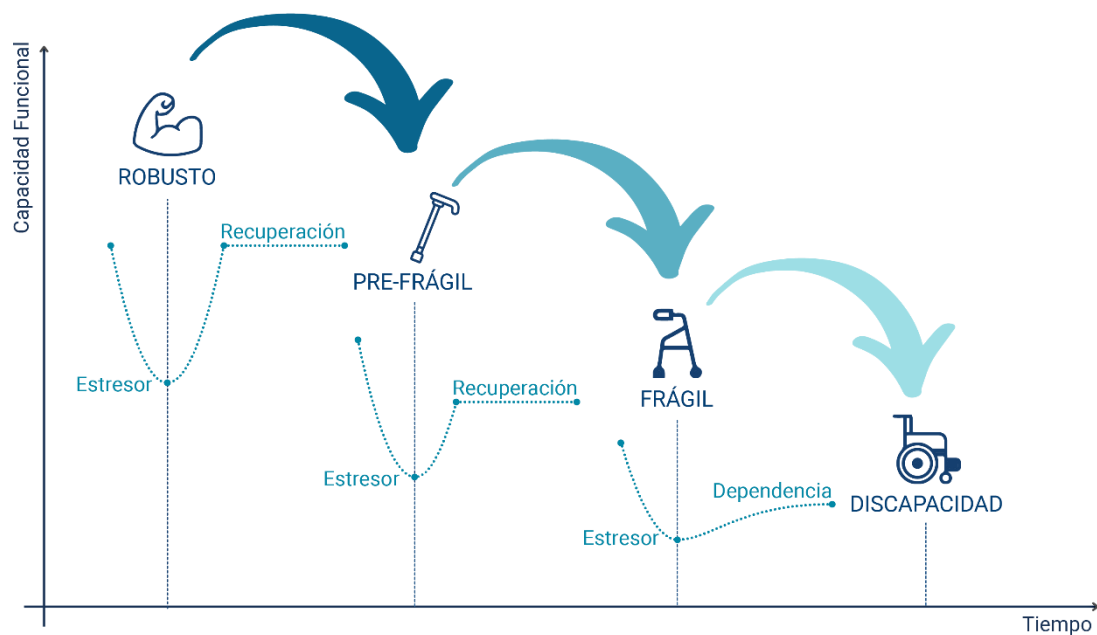 Capacidad Funcional
ROBUSTO
Recuperación
Estresor
PRE-FRÁGIL
Recuperación
Estresor
FRÁGIL
Dependencia
Estresor
DISCAPACIDAD
Tiempo